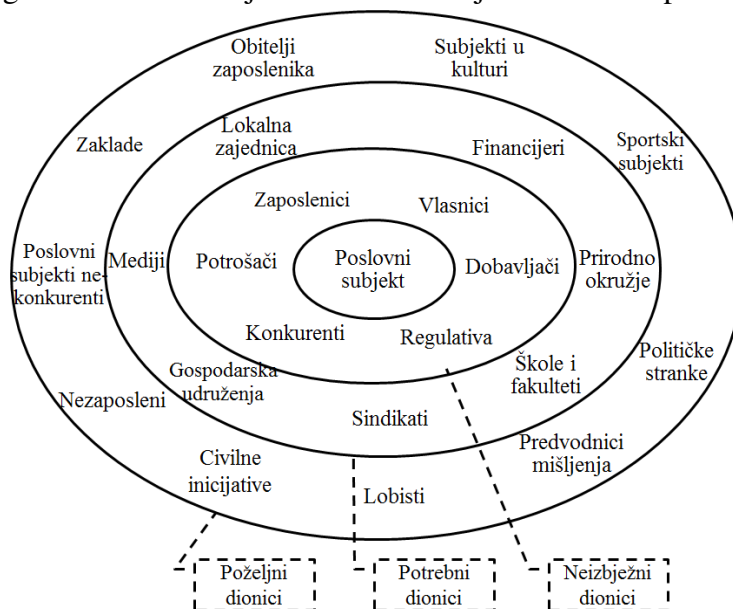 Obitelji
zaposlenika
Subjekti u
kulturi
Zaklade
Lokalna
zajednica
Financijeri
Sportski
subjekti
Zaposlenici
Vlasnici
Poslovni
subjekti ne-
konkurenti
Mediji
Potrošači
Poslovni
subjekt
Dobavljači
Prirodno
okružje
Konkurenti
Regulativa
Gospodarska
udruženja
Škole i
fakulteti
Političke
stranke
Nezaposleni
Sindikati
Civilne
inicijative
Lobisti
Predvodnici
mišljenja
Poželjni
dionici
Potrebni
dionici
Neizbježni
dionici